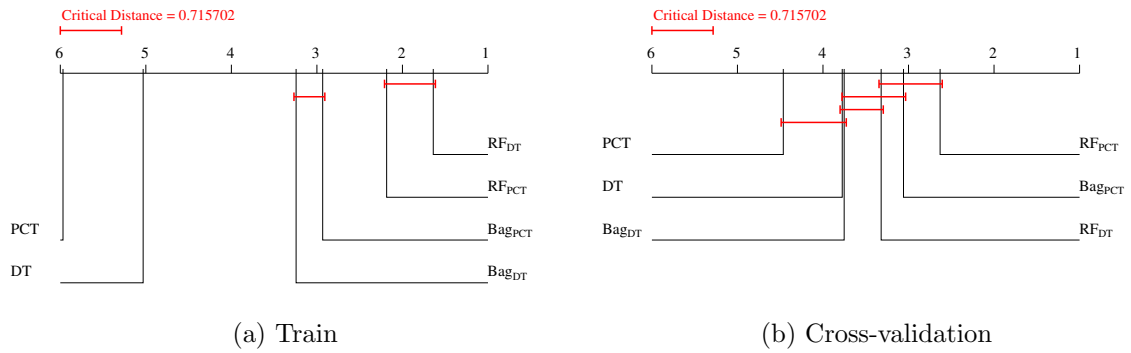 Critical Distance = 0.715702
6 5 4 3 2 1
RF_DT
RF_PCT
PCT Bag_PCT
DT Bag_DT
(a) Train
Critical Distance = 0.715702
6 5 4 3 2 1
PCT RF_PCT
DT Bag_PCT
Bag_DT RF_DT
(b) Cross-validation